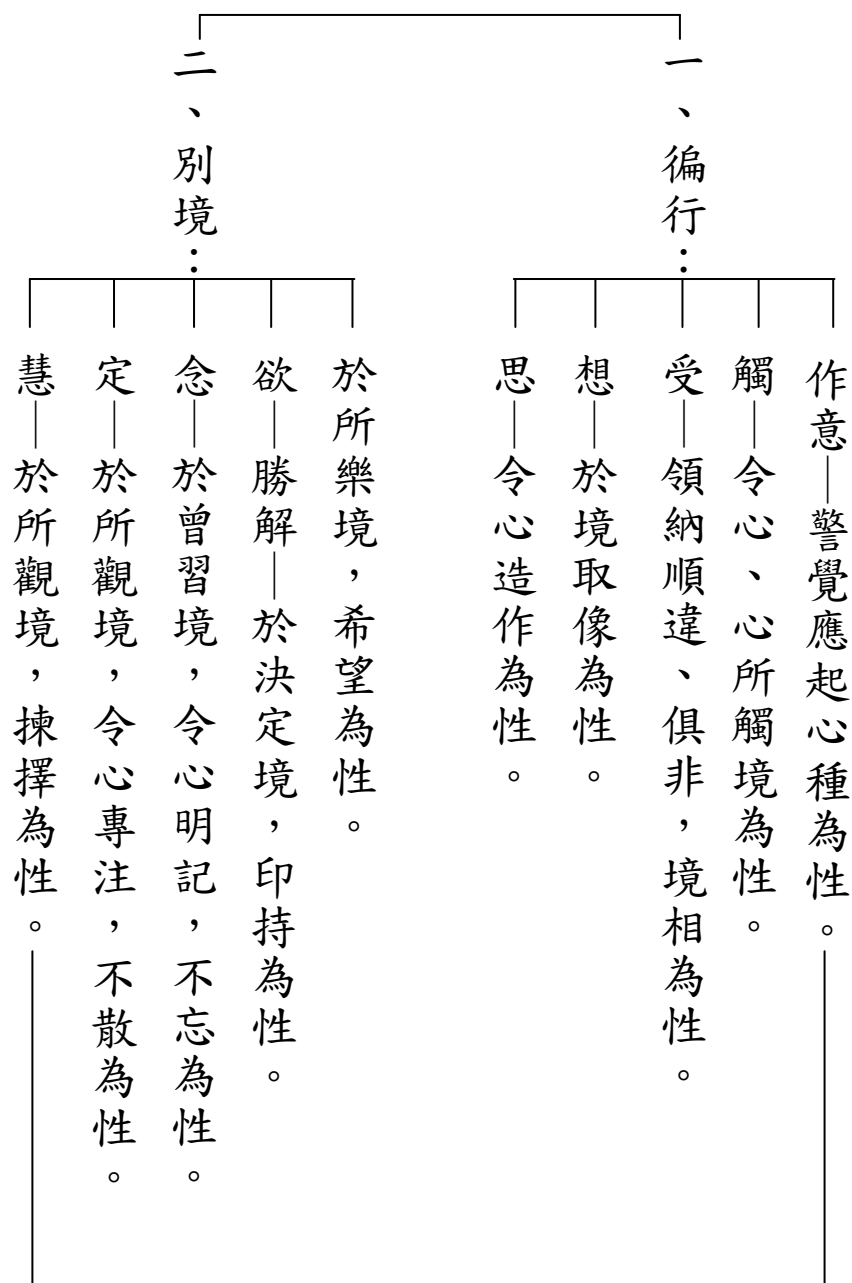 一、徧行：
作意—警覺應起心種為性。
觸—令心、心所觸境為性。
受—領納順違、俱非，境相為性。
想—於境取像為性。
思—令心造作為性。
二、別境：
於所樂境，希望為性。
欲—勝解—於決定境，印持為性。
念—於曾習境，令心明記，不忘為性。
定—於所觀境，令心專注，不散為性。
慧—於所觀境，揀擇為性。